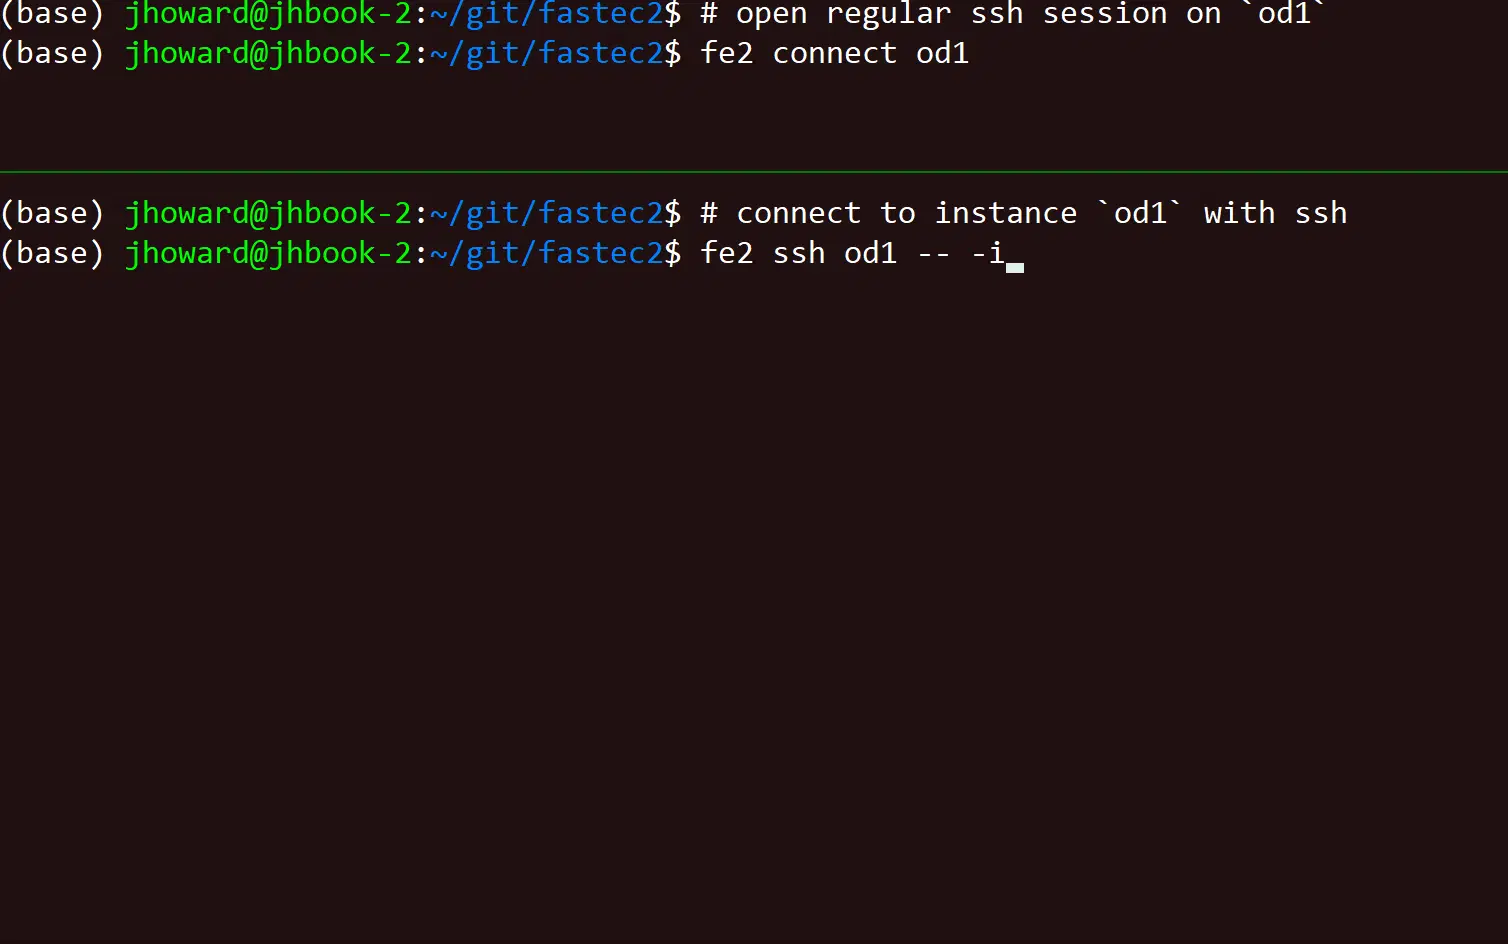 (base) jhoward@jhbook-2:~/git/fastec2$ # open regular ssh session on `od1`
(base) jhoward@jhbook-2:~/git/fastec2$ fe2 connect od1
(base) jhoward@jhbook-2:~/git/fastec2$ # connect to instance `od1` with ssh
(base) jhoward@jhbook-2:~/git/fastec2$ fe2 ssh od1 -- -i